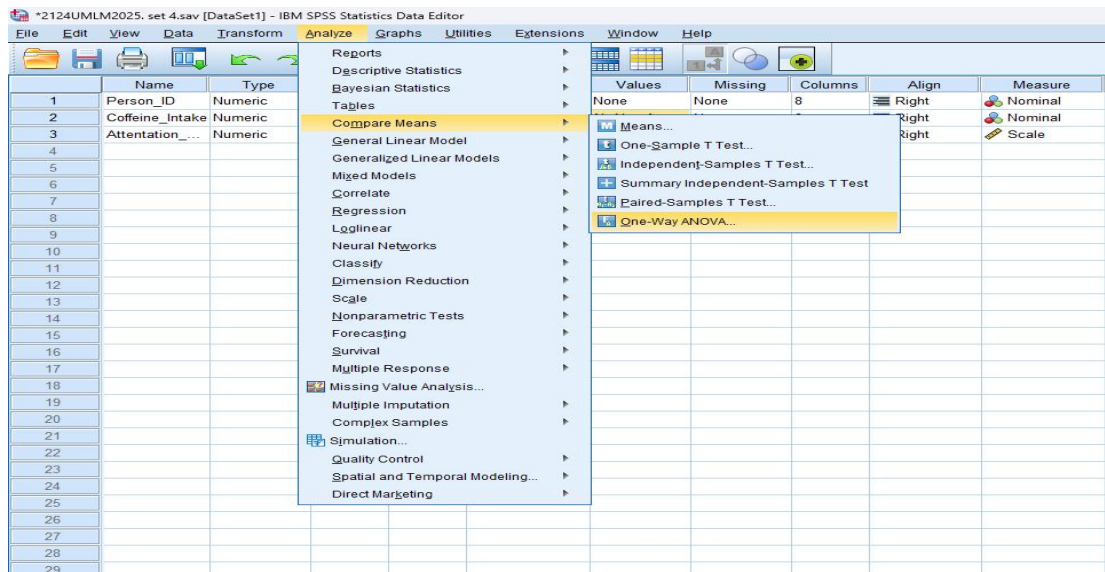 *2124UMLM2025. set 4.sav [DataSet1] - IBM SPSS Statistics Data Editor
File Edit View Data Transform Analyze Graphs Utilities Extensions Window Help
Name Type Values Missing Columns Align Measure
1 Person_ID Numeric None None 8 Right Nominal
2 Coffeine_Intake Numeric Right Nominal
3 Attentation_... Numeric Right Scale
4
5
6
7
8
9
10
11
12
13
14
15
16
17
18
19
20
21
22
23
24
25
26
27
28
29
Reports
Descriptive Statistics
Bayesian Statistics
Tables
Compare Means
General Linear Model
Generalized Linear Models
Mixed Models
Correlate
Regression
Loglinear
Neural Networks
Classify
Dimension Reduction
Scale
Nonparametric Tests
Forecasting
Survival
Multiple Response
Missing Value Analysis...
Multiple Imputation
Complex Samples
Simulation...
Quality Control
Spatial and Temporal Modeling...
Direct Marketing
Means...
One-Sample T Test...
Independent-Samples T Test...
Summary Independent-Samples T Test
Paired-Samples T Test...
One-Way ANOVA...